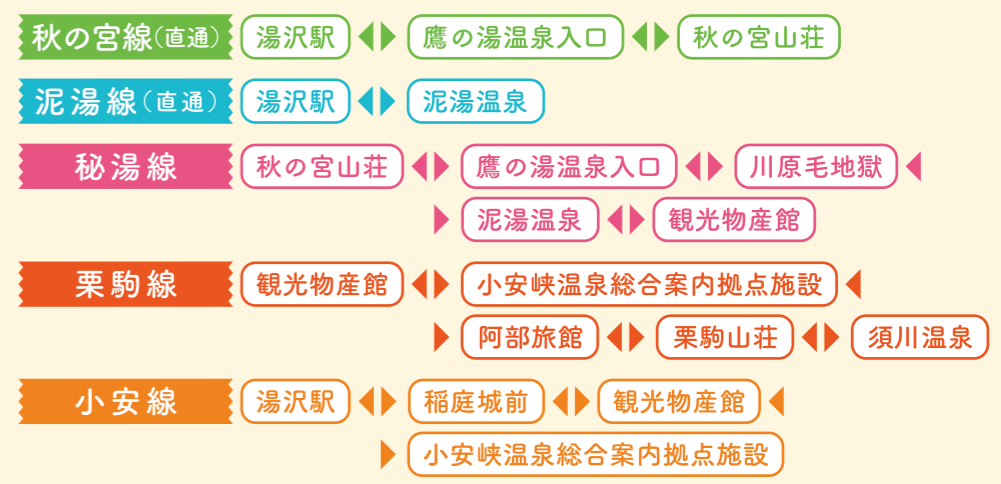 秋の宮線（直通） 湯沢駅 ◀▶ 鷹の湯温泉入口 ◀▶ 秋の宮山荘
泥湯線（直通） 湯沢駅 ◀▶ 泥湯温泉
秘湯線 秋の宮山荘 ◀▶ 鷹の湯温泉入口 ◀▶ 川原毛地獄 ◀
▶ 泥湯温泉 ◀▶ 観光物産館
栗駒線 観光物産館 ◀▶ 小安峡温泉総合案内拠点施設 ◀
▶ 阿部旅館 ◀▶ 栗駒山荘 ◀▶ 須川温泉
小安線 湯沢駅 ◀▶ 稲庭城前 ◀▶ 観光物産館 ◀
▶ 小安峡温泉総合案内拠点施設